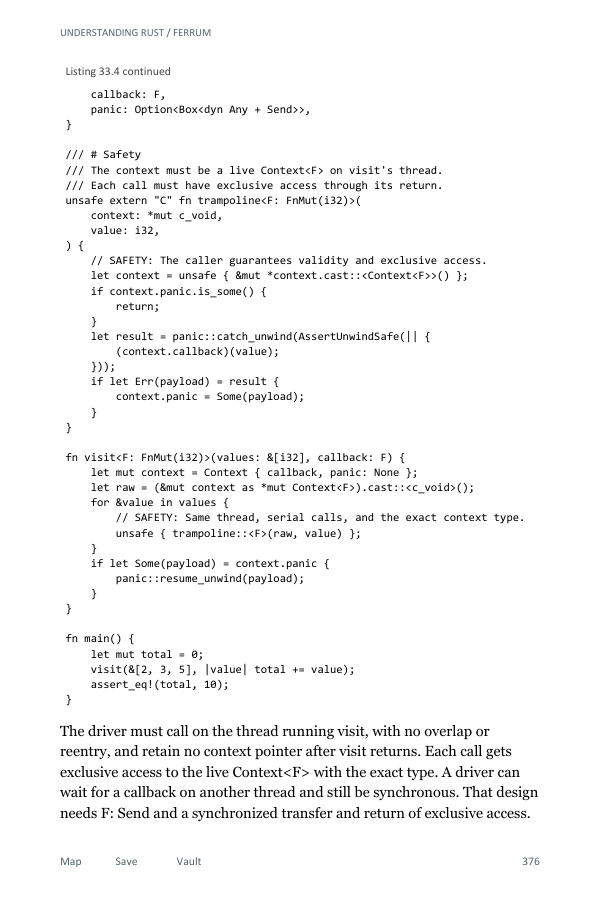 UNDERSTANDING RUST / FERRUM
Listing 33.4 continued
    callback: F,
    panic: Option<Box<dyn Any + Send>>,
}

/// # Safety
/// The context must be a live Context<F> on visit's thread.
/// Each call must have exclusive access through its return.
unsafe extern "C" fn trampoline<F: FnMut(i32)>(
    context: *mut c_void,
    value: i32,
) {
    // SAFETY: The caller guarantees validity and exclusive access.
    let context = unsafe { &mut *context.cast::<Context<F>>() };
    if context.panic.is_some() {
        return;
    }
    let result = panic::catch_unwind(AssertUnwindSafe(|| {
        (context.callback)(value);
    }));
    if let Err(payload) = result {
        context.panic = Some(payload);
    }
}

fn visit<F: FnMut(i32)>(values: &[i32], callback: F) {
    let mut context = Context { callback, panic: None };
    let raw = (&mut context as *mut Context<F>).cast::<c_void>();
    for &value in values {
        // SAFETY: Same thread, serial calls, and the exact context type.
        unsafe { trampoline::<F>(raw, value) };
    }
    if let Some(payload) = context.panic {
        panic::resume_unwind(payload);
    }
}

fn main() {
    let mut total = 0;
    visit(&[2, 3, 5], |value| total += value);
    assert_eq!(total, 10);
}
The driver must call on the thread running visit, with no overlap or
reentry, and retain no context pointer after visit returns. Each call gets
exclusive access to the live Context<F> with the exact type. A driver can
wait for a callback on another thread and still be synchronous. That design
needs F: Send and a synchronized transfer and return of exclusive access.
Map Save Vault 376